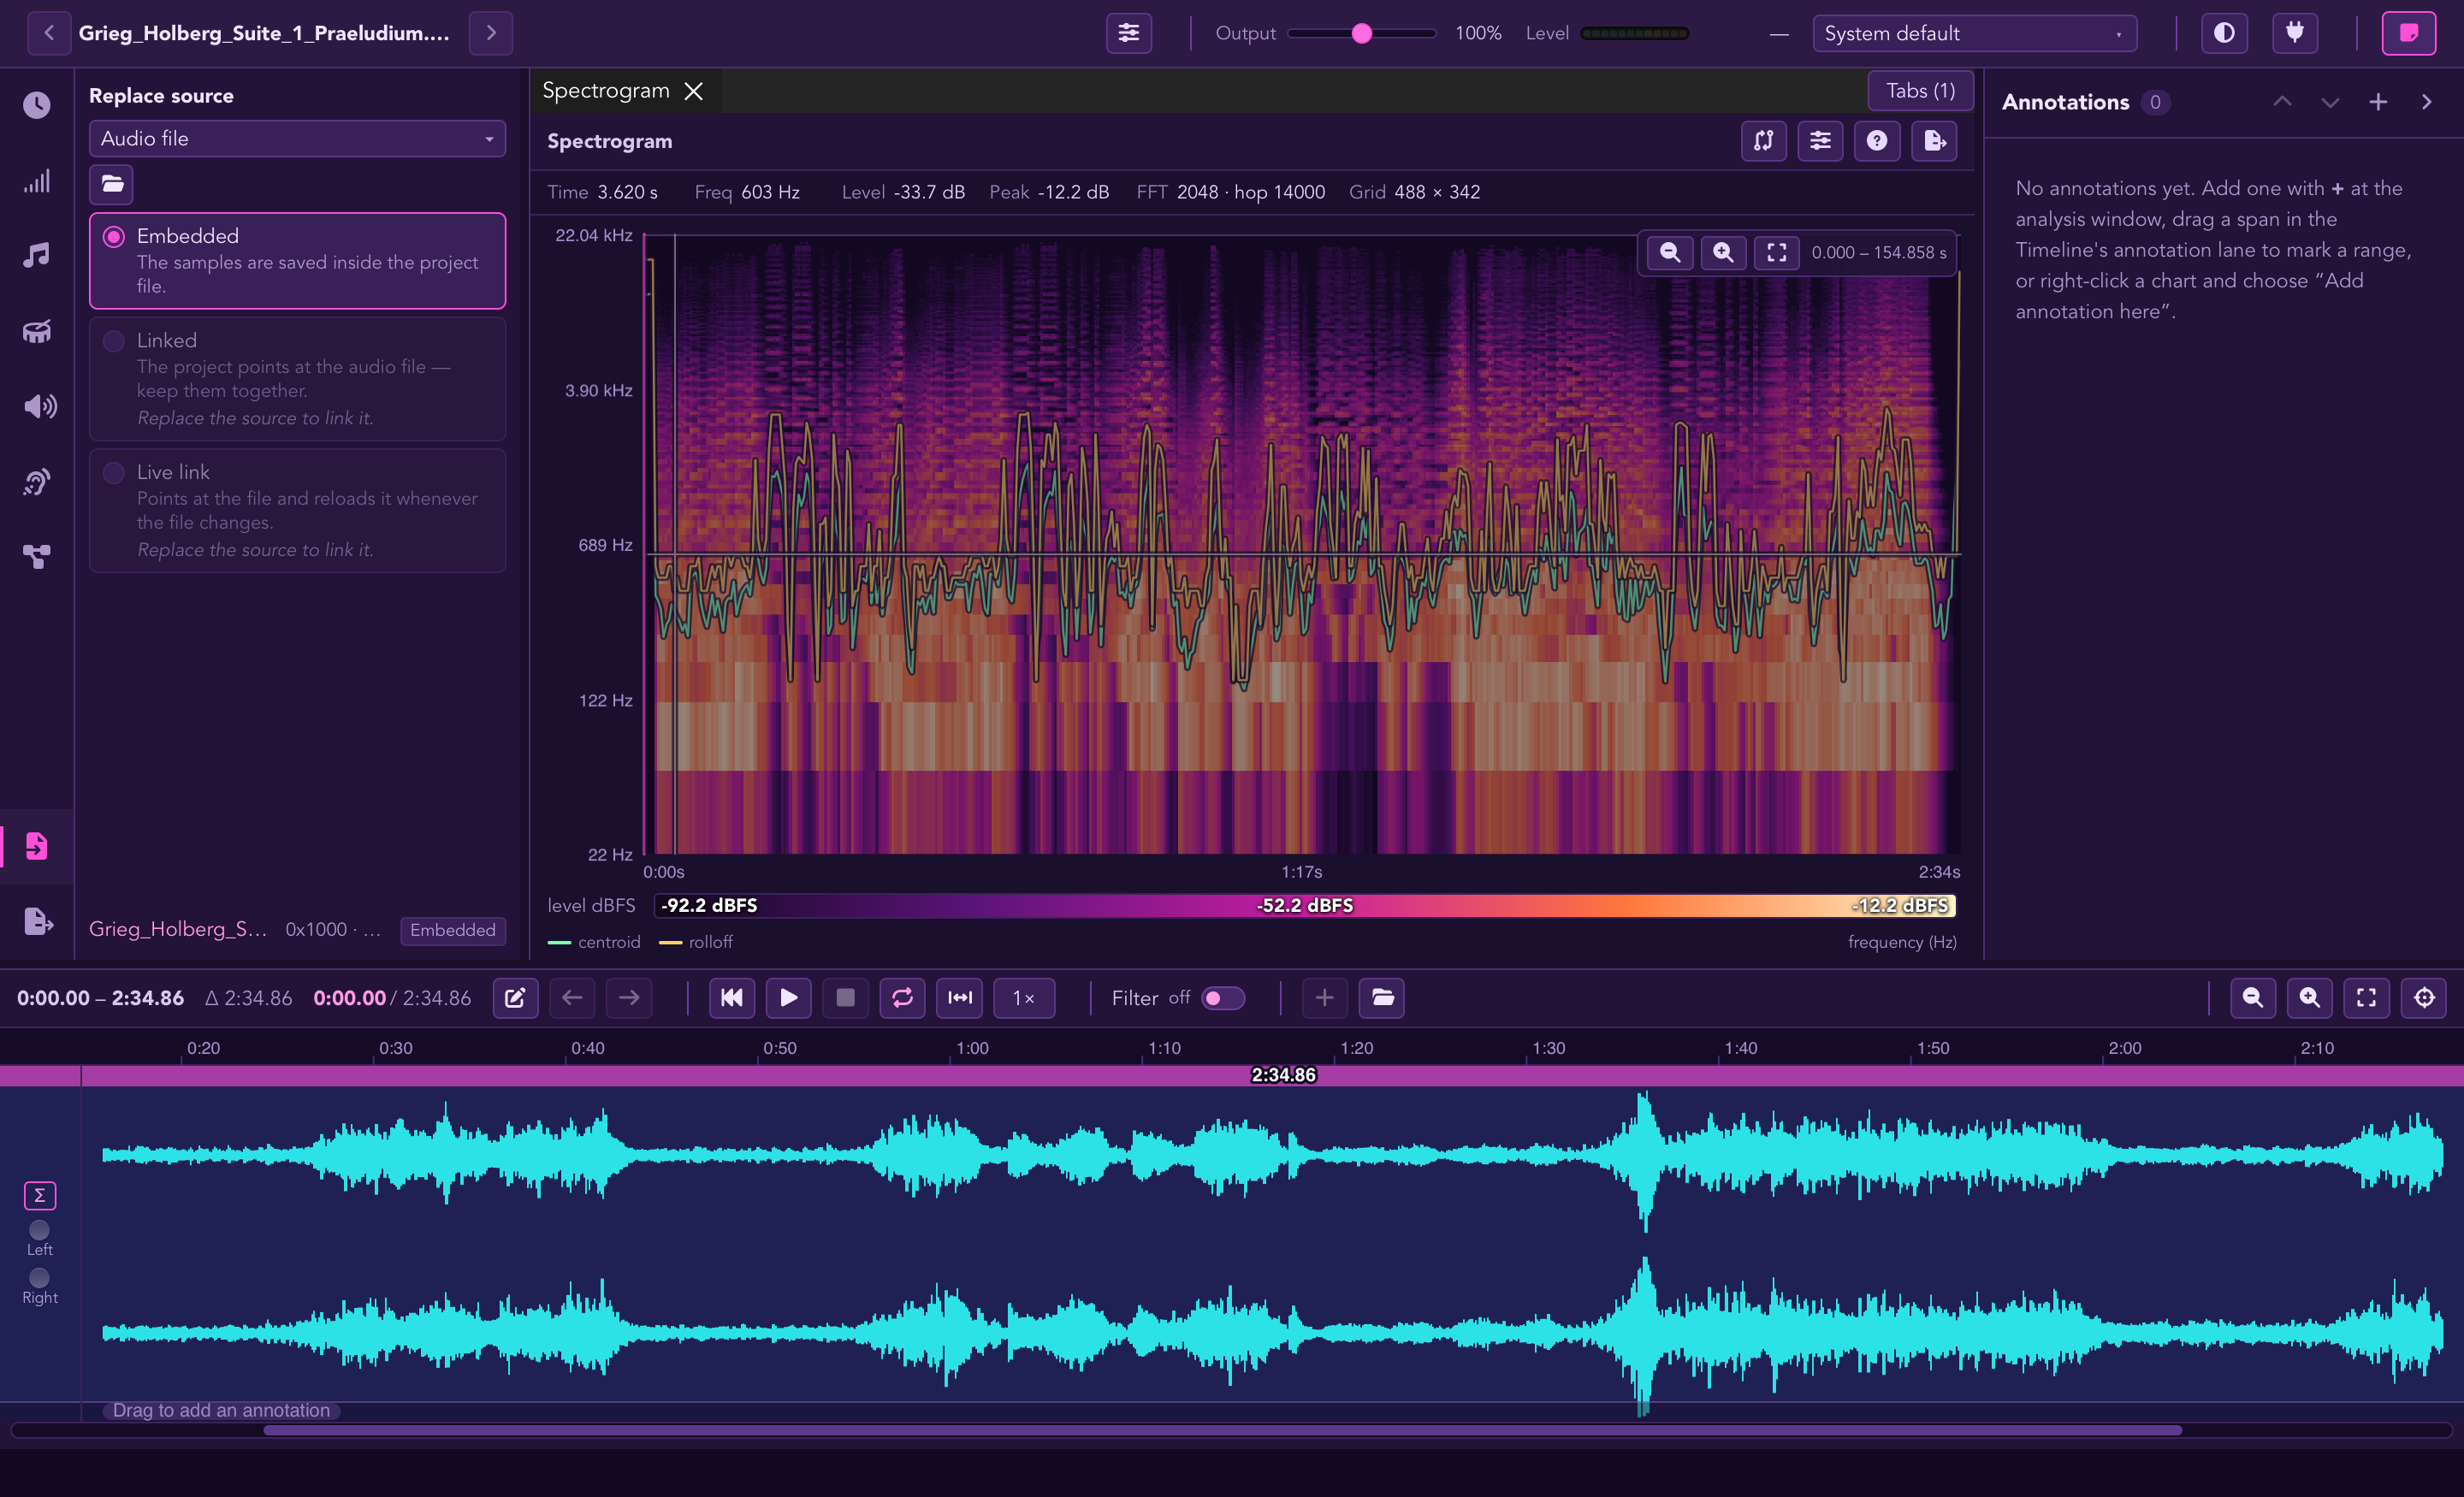 Grieg_Holberg_Suite_1_Praeludium....
Output 100% Level — System default
Replace source
Audio file
Embedded
The samples are saved inside the project
file.
Linked
The project points at the audio file —
keep them together.
Replace the source to link it.
Live link
Points at the file and reloads it whenever
the file changes.
Replace the source to link it.
Grieg_Holberg_S... 0x1000 · ... Embedded
Spectrogram Tabs (1)
Spectrogram
Time 3.620 s Freq 603 Hz Level -33.7 dB Peak -12.2 dB FFT 2048 · hop 14000 Grid 488 × 342
0.000 – 154.858 s
22.04 kHz
3.90 kHz
689 Hz
122 Hz
22 Hz
0:00s 1:17s 2:34s
level dBFS -92.2 dBFS -52.2 dBFS -12.2 dBFS
centroid rolloff frequency (Hz)
Annotations 0
No annotations yet. Add one with + at the
analysis window, drag a span in the
Timeline's annotation lane to mark a range,
or right-click a chart and choose “Add
annotation here”.
0:00.00 – 2:34.86 Δ 2:34.86 0:00.00 / 2:34.86 1× Filter off
0:20 0:30 0:40 0:50 1:00 1:10 1:20 1:30 1:40 1:50 2:00 2:10
2:34.86
Σ
Left
Right
Drag to add an annotation